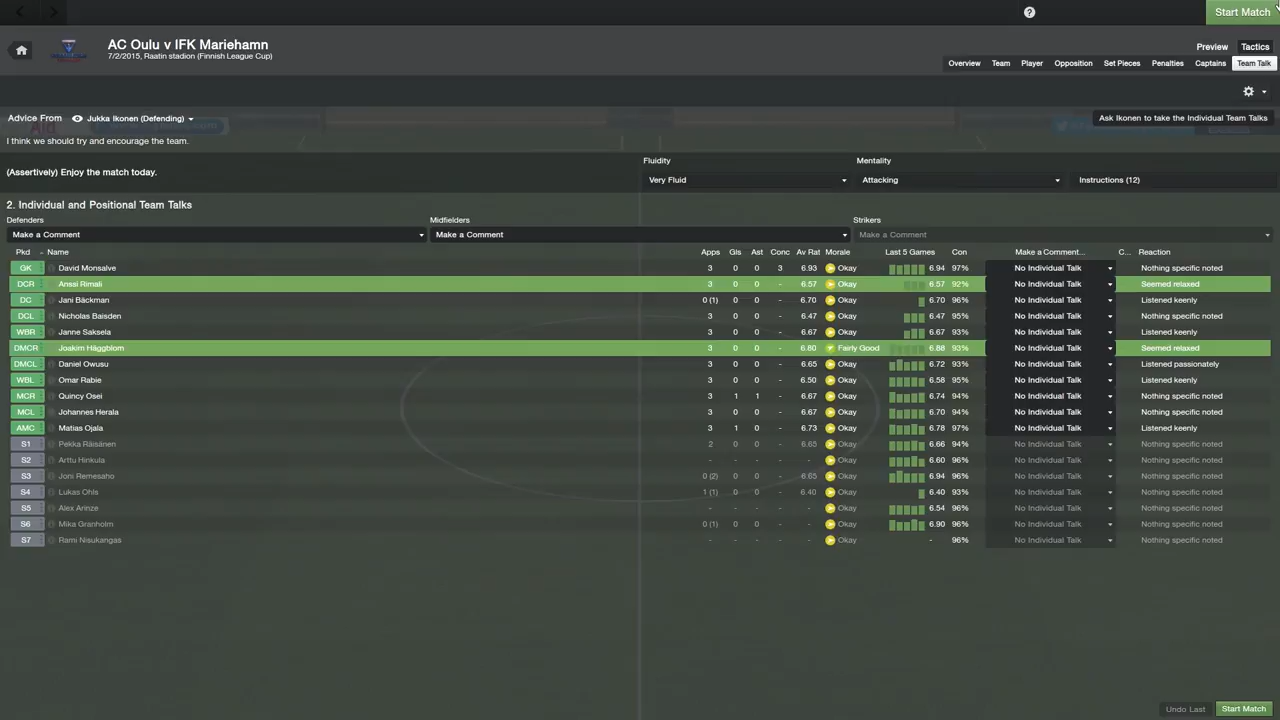 Start Match
AC Oulu v IFK Mariehamn
7/2/2015, Raatin stadion (Finnish League Cup)
Preview Tactics
Overview Team Player Opposition Set Pieces Penalties Captains Team Talk
Advice From Jukka Ikonen (Defending)
Ask Ikonen to take the Individual Team Talks
I think we should try and encourage the team.
Fluidity Mentality
(Assertively) Enjoy the match today.
Very Fluid Attacking Instructions (12)
2. Individual and Positional Team Talks
Defenders Midfielders Strikers
Make a Comment Make a Comment Make a Comment
Pkd Name Apps Gls Ast Conc Av Rat Morale Last 5 Games Con Make a Comment... C... Reaction
GK David Monsalve 3 0 0 3 6.93 Okay 6.94 97% No Individual Talk Nothing specific noted
DCR Anssi Rimali 3 0 0 - 6.57 Okay 6.57 92% No Individual Talk Seemed relaxed
DC Jani Bäckman 0 (1) 0 0 - 6.70 Okay 6.70 96% No Individual Talk Listened keenly
DCL Nicholas Baisden 3 0 0 - 6.47 Okay 6.47 95% No Individual Talk Nothing specific noted
WBR Janne Saksela 3 0 0 - 6.67 Okay 6.67 93% No Individual Talk Listened keenly
DMCR Joakim Häggblom 3 0 0 - 6.80 Fairly Good 6.88 93% No Individual Talk Seemed relaxed
DMCL Daniel Owusu 3 0 0 - 6.65 Okay 6.72 93% No Individual Talk Listened passionately
WBL Omar Rabie 3 0 0 - 6.50 Okay 6.58 95% No Individual Talk Listened keenly
MCR Quincy Osei 3 1 1 - 6.67 Okay 6.74 94% No Individual Talk Nothing specific noted
MCL Johannes Herala 3 0 0 - 6.67 Okay 6.70 94% No Individual Talk Nothing specific noted
AMC Matias Ojala 3 1 0 - 6.73 Okay 6.78 97% No Individual Talk Listened keenly
S1 Pekka Räisänen 2 - - - 6.65 Okay 6.66 94% No Individual Talk Nothing specific noted
S2 Arttu Hinkula - - - - - Okay 6.60 96% No Individual Talk Nothing specific noted
S3 Joni Remesaho 0 (2) - - - 6.65 Okay 6.94 96% No Individual Talk Nothing specific noted
S4 Lukas Ohls 1 (1) - - - 6.40 Okay 6.40 93% No Individual Talk Nothing specific noted
S5 Alex Arinze - - - - - Okay 6.54 96% No Individual Talk Nothing specific noted
S6 Mika Granholm 0 (1) - - - - Okay 6.90 96% No Individual Talk Nothing specific noted
S7 Rami Nisukangas - - - - - Okay - 96% No Individual Talk Nothing specific noted
Undo Last Start Match